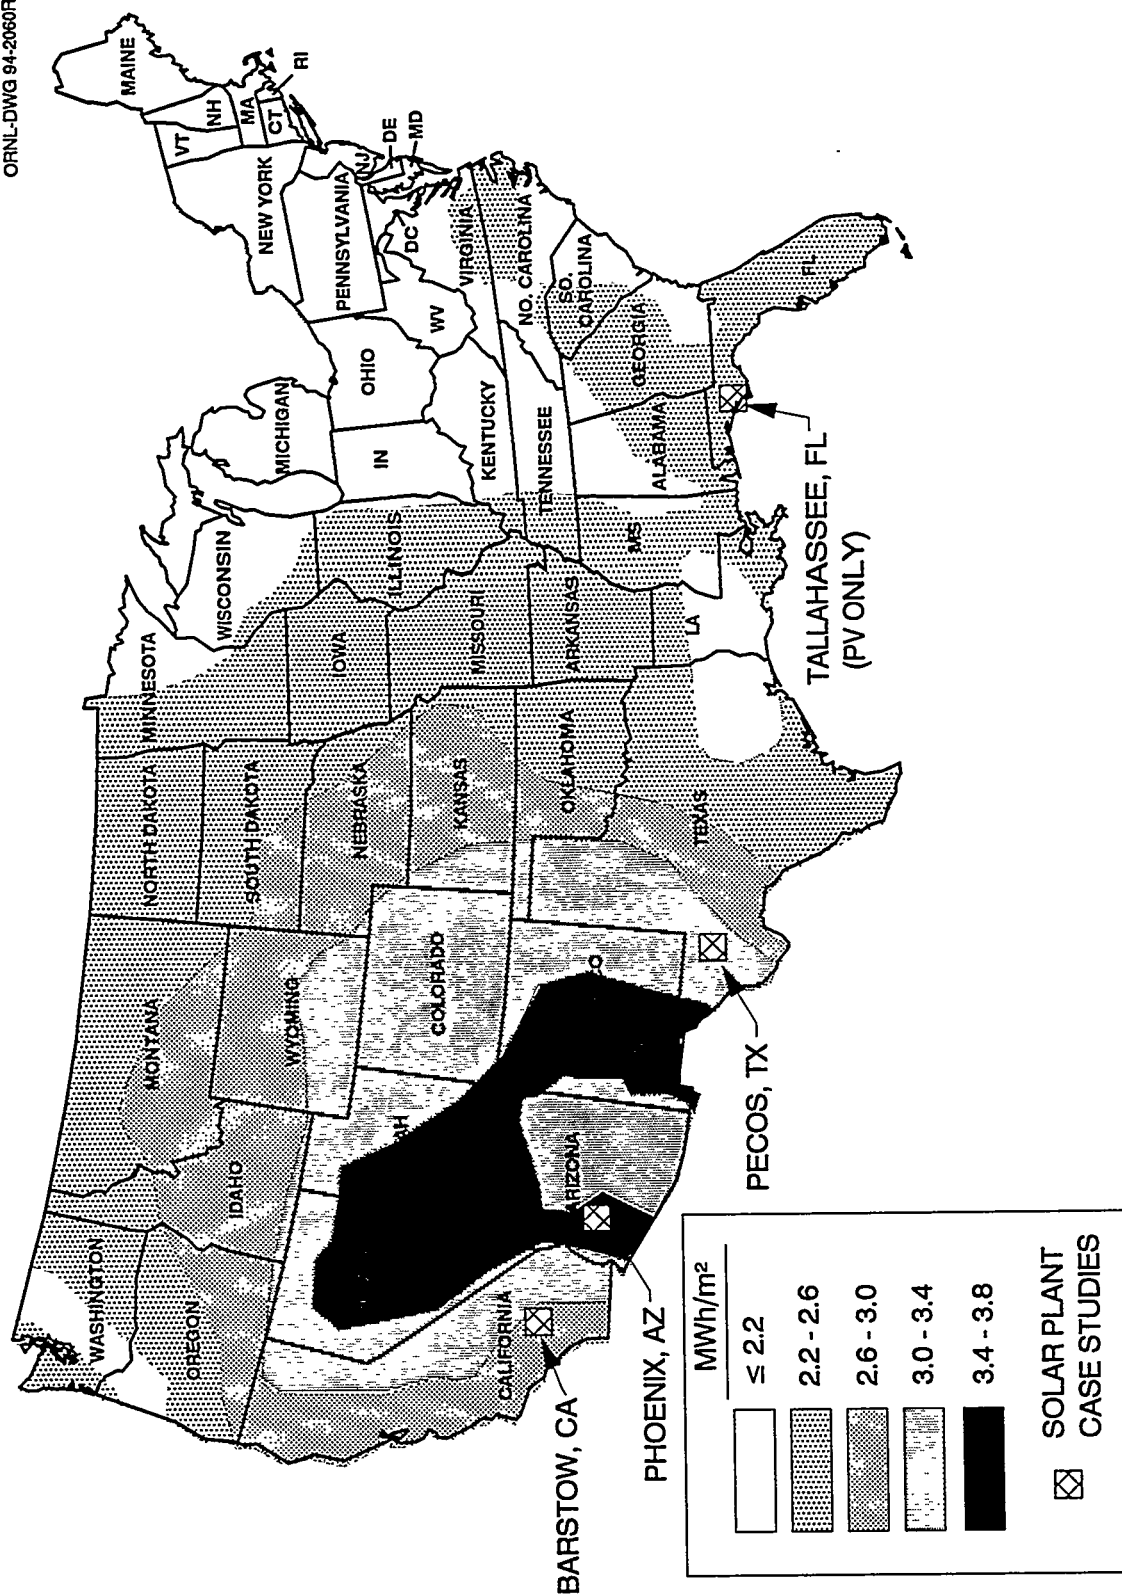 ORNL-DWG 94-2060R
WASHINGTON
OREGON
CALIFORNIA
IDAHO
MONTANA
WYOMING
AH
ARIZONA
COLORADO
CO
NORTH DAKOTA
SOUTH DAKOTA
NEBRASKA
KANSAS
OKLAHOMA
TEXAS
MINNESOTA
IOWA
MISSOURI
ARKANSAS
LA
WISCONSIN
ILLINOIS
MS
MICHIGAN
IN
OHIO
KENTUCKY
TENNESSEE
ALABAMA
GEORGIA
FL
SO.
CAROLINA
NO. CAROLINA
VIRGINIA
WV
DC
PENNSYLVANIA
NEW YORK
NJ
DE
MD
VT
NH
MA
CT
RI
MAINE
BARSTOW, CA
PHOENIX, AZ
PECOS, TX
TALLAHASSEE, FL
(PV ONLY)
MWh/m²
≤ 2.2
2.2 - 2.6
2.6 - 3.0
3.0 - 3.4
3.4 - 3.8
SOLAR PLANT
CASE STUDIES